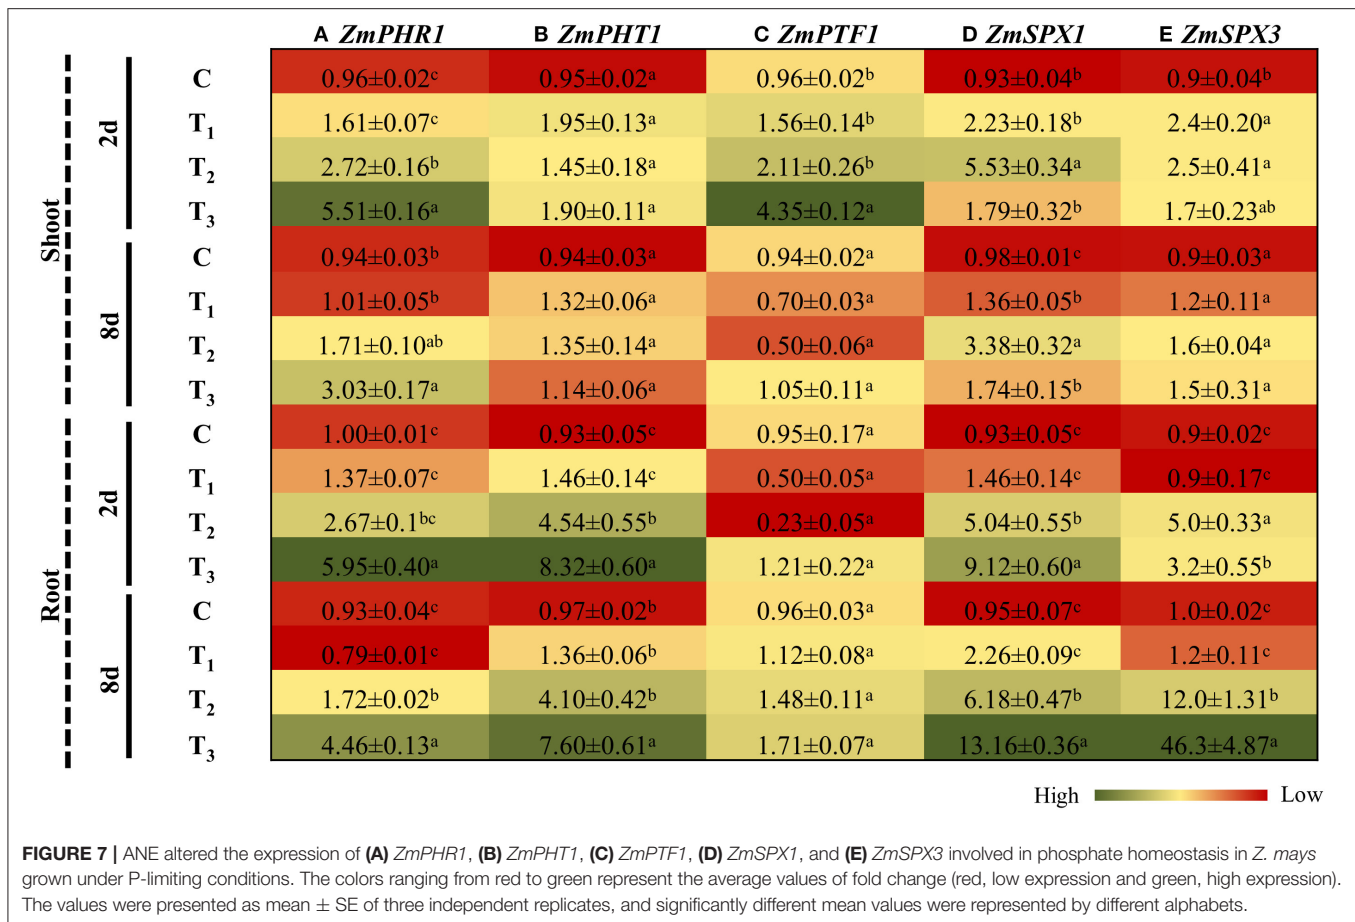 A ZmPHR1 B ZmPHT1 C ZmPTF1 D ZmSPX1 E ZmSPX3
Shoot
2d
C 0.96±0.02c 0.95±0.02a 0.96±0.02b 0.93±0.04b 0.9±0.04b
T1 1.61±0.07c 1.95±0.13a 1.56±0.14b 2.23±0.18b 2.4±0.20a
T2 2.72±0.16b 1.45±0.18a 2.11±0.26b 5.53±0.34a 2.5±0.41a
T3 5.51±0.16a 1.90±0.11a 4.35±0.12a 1.79±0.32b 1.7±0.23ab
8d
C 0.94±0.03b 0.94±0.03a 0.94±0.02a 0.98±0.01c 0.9±0.03a
T1 1.01±0.05b 1.32±0.06a 0.70±0.03a 1.36±0.05b 1.2±0.11a
T2 1.71±0.10ab 1.35±0.14a 0.50±0.06a 3.38±0.32a 1.6±0.04a
T3 3.03±0.17a 1.14±0.06a 1.05±0.11a 1.74±0.15b 1.5±0.31a
Root
2d
C 1.00±0.01c 0.93±0.05c 0.95±0.17a 0.93±0.05c 0.9±0.02c
T1 1.37±0.07c 1.46±0.14c 0.50±0.05a 1.46±0.14c 0.9±0.17c
T2 2.67±0.1bc 4.54±0.55b 0.23±0.05a 5.04±0.55b 5.0±0.33a
T3 5.95±0.40a 8.32±0.60a 1.21±0.22a 9.12±0.60a 3.2±0.55b
8d
C 0.93±0.04c 0.97±0.02b 0.96±0.03a 0.95±0.07c 1.0±0.02c
T1 0.79±0.01c 1.36±0.06b 1.12±0.08a 2.26±0.09c 1.2±0.11c
T2 1.72±0.02b 4.10±0.42b 1.48±0.11a 6.18±0.47b 12.0±1.31b
T3 4.46±0.13a 7.60±0.61a 1.71±0.07a 13.16±0.36a 46.3±4.87a
High Low
FIGURE 7 | ANE altered the expression of (A) ZmPHR1, (B) ZmPHT1, (C) ZmPTF1, (D) ZmSPX1, and (E) ZmSPX3 involved in phosphate homeostasis in Z. mays
grown under P-limiting conditions. The colors ranging from red to green represent the average values of fold change (red, low expression and green, high expression).
The values were presented as mean ± SE of three independent replicates, and significantly different mean values were represented by different alphabets.